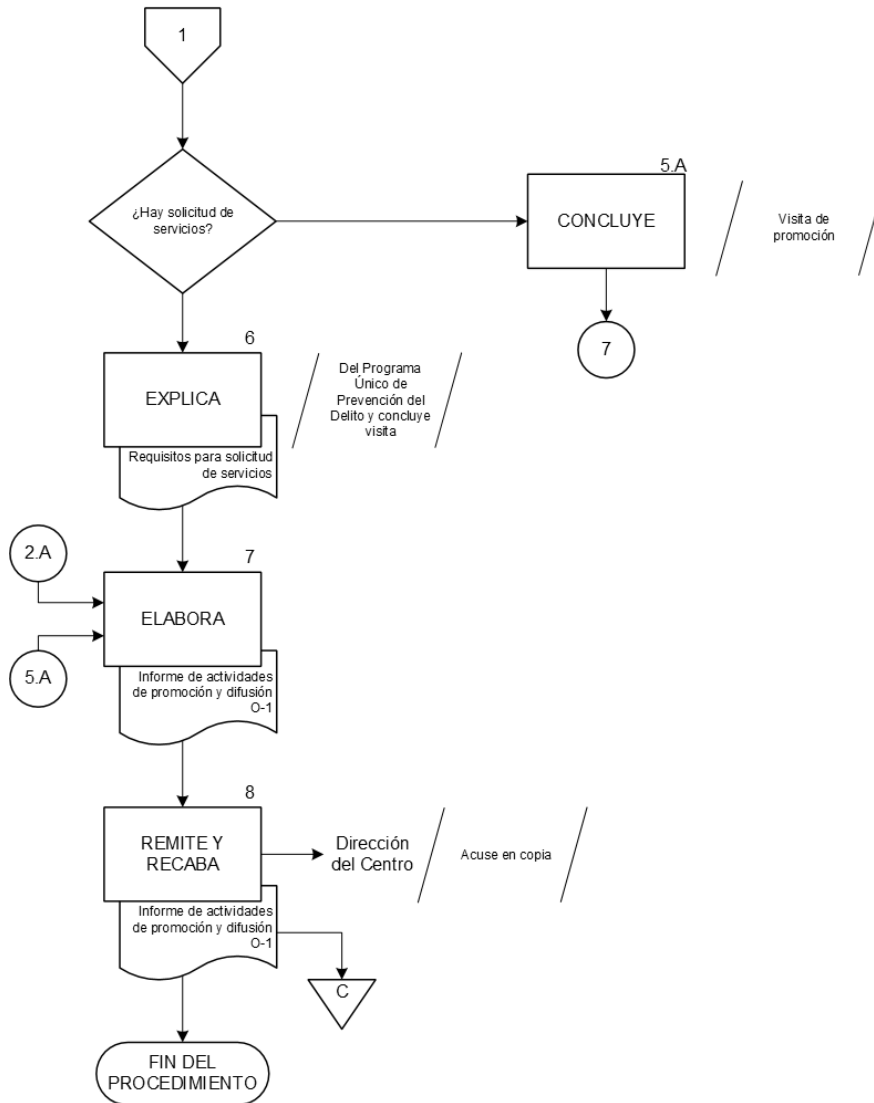 1
¿Hay solicitud de
servicios?
5.A
CONCLUYE
Visita de
promoción
7
6
EXPLICA
Del Programa
Único de
Prevención del
Delito y concluye
visita
Requisitos para solicitud
de servicios
2.A
7
ELABORA
5.A
Informe de actividades
de promoción y difusión
O-1
8
REMITE Y
RECABA
Dirección
del Centro
Acuse en copia
Informe de actividades
de promoción y difusión
O-1
C
FIN DEL
PROCEDIMIENTO